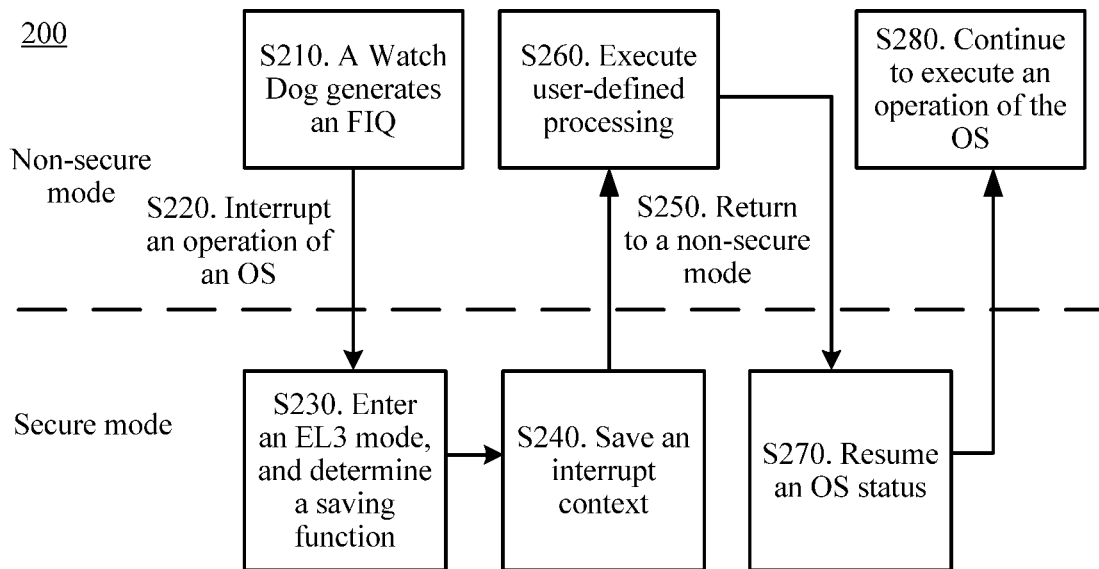 200
S210. A Watch
Dog generates
an FIQ
S260. Execute
user-defined
processing
S280. Continue
to execute an
operation of the
OS
Non-secure
mode
S220. Interrupt
an operation of
an OS
S250. Return
to a non-secure
mode
Secure mode
S230. Enter
an EL3 mode,
and determine
a saving
function
S240. Save an
interrupt
context
S270. Resume
an OS status